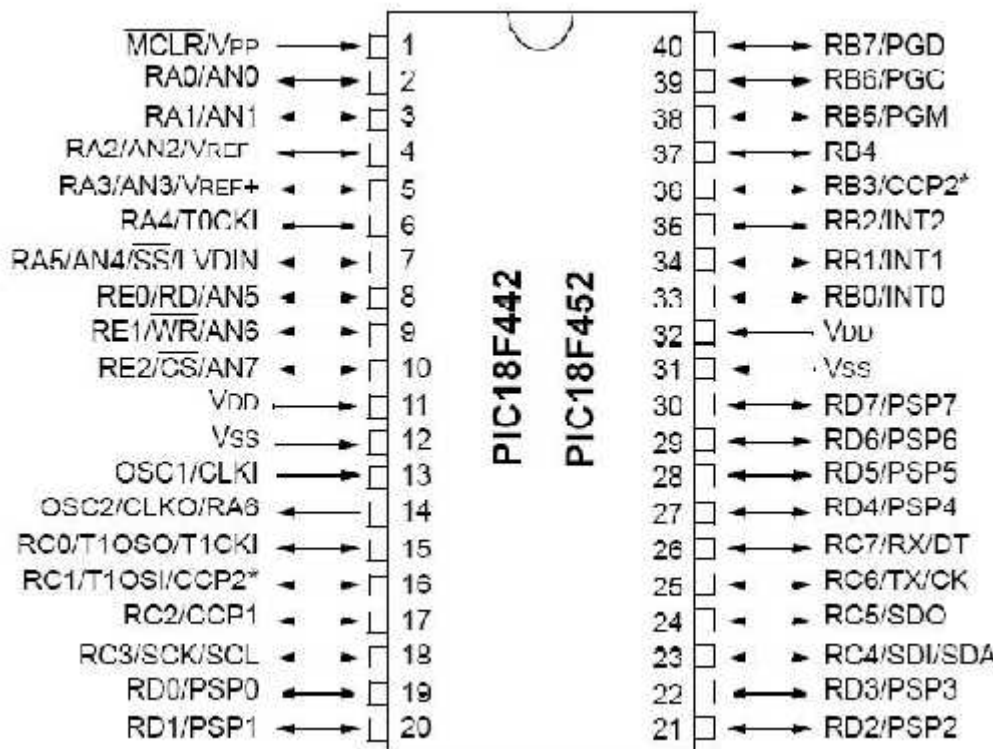 MCLR/VPP 1 40 RB7/PGD
RA0/AN0 2 39 RB6/PGC
RA1/AN1 3 38 RB5/PGM
RA2/AN2/VREF- 4 37 RB4
RA3/AN3/VREF+ 5 36 RB3/CCP2*
RA4/T0CKI 6 35 RB2/INT2
RA5/AN4/SS/LVDIN 7 34 RB1/INT1
RE0/RD/AN5 8 33 RB0/INT0
RE1/WR/AN6 9 32 VDD
RE2/CS/AN7 10 31 VSS
VDD 11 30 RD7/PSP7
VSS 12 29 RD6/PSP6
OSC1/CLKI 13 28 RD5/PSP5
OSC2/CLKO/RA6 14 27 RD4/PSP4
RC0/T1OSO/T1CKI 15 26 RC7/RX/DT
RC1/T1OSI/CCP2* 16 25 RC6/TX/CK
RC2/CCP1 17 24 RC5/SDO
RC3/SCK/SCL 18 23 RC4/SDI/SDA
RD0/PSP0 19 22 RD3/PSP3
RD1/PSP1 20 21 RD2/PSP2
PIC18F442
PIC18F452